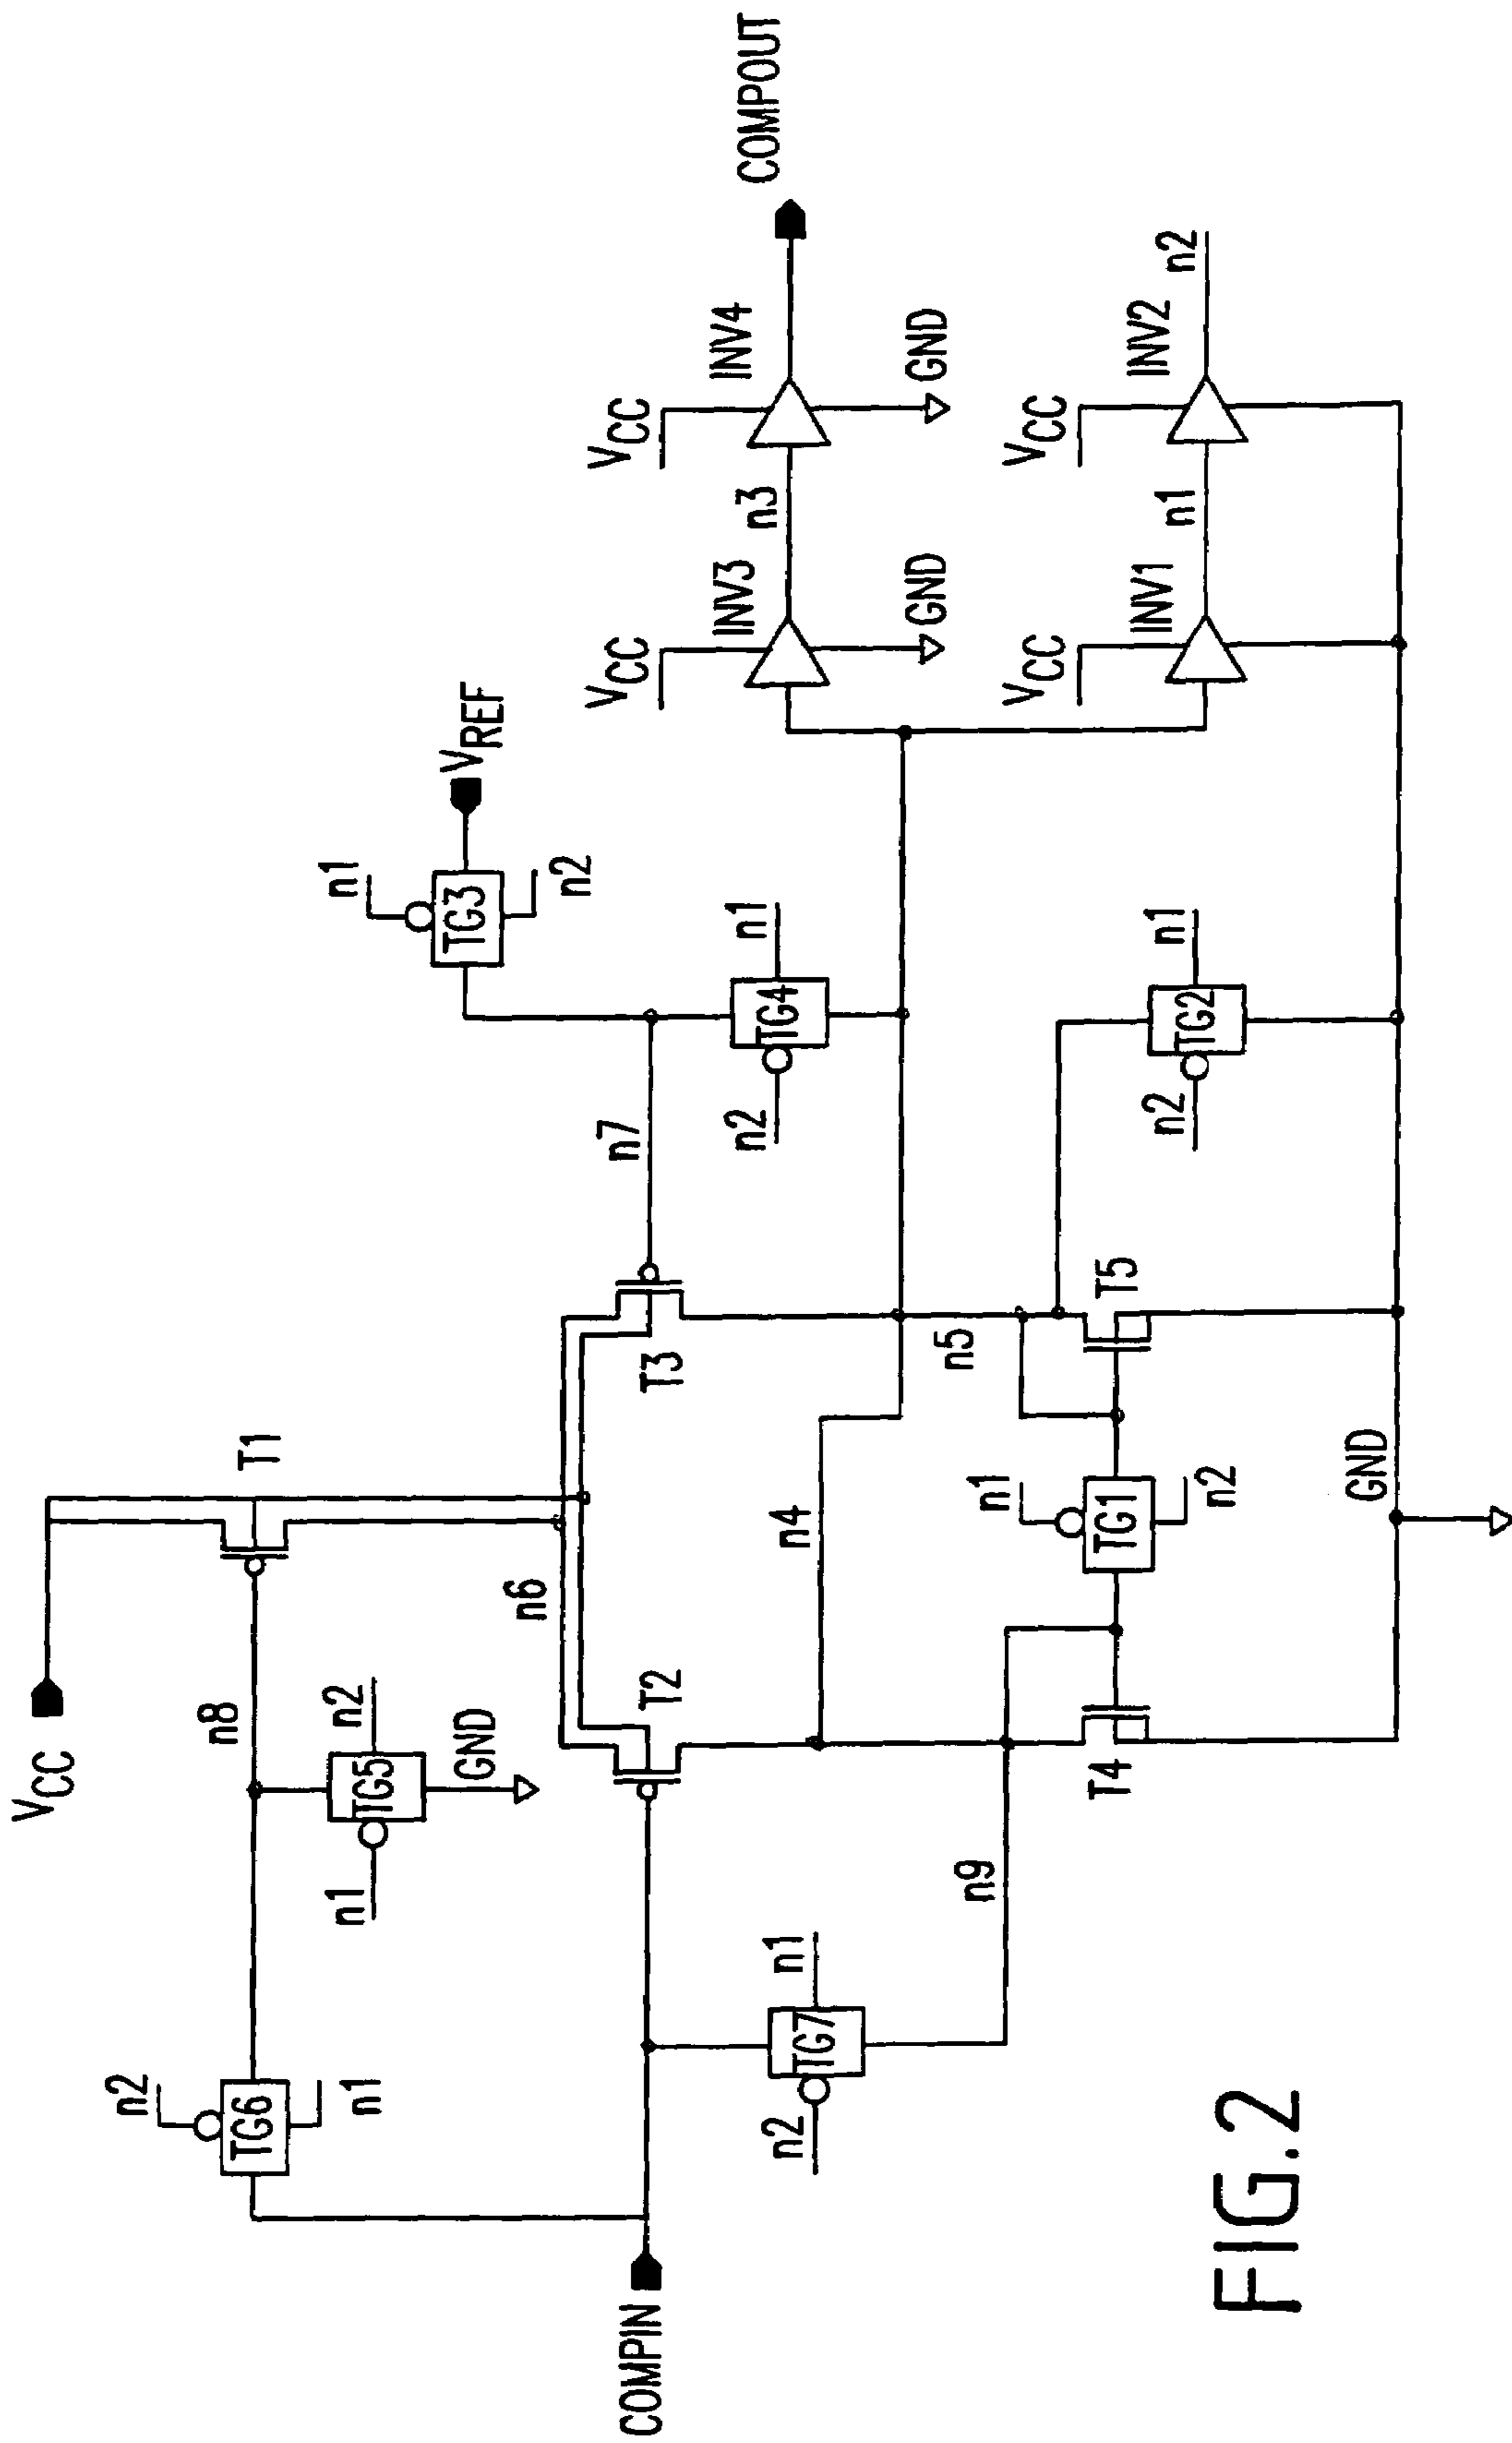 VCC
T1
n8
n2
TG6
n1
n1
TG5
n2
GND
n6
T2
T3
n7
n1
TG3
n2
VREF
n2
TG4
n1
COMPIN
n2
TG7
n1
n9
n4
n5
T4
T5
n1
TG1
n2
n2
TG2
n1
GND
VCC
INV3
GND
n3
VCC
INV4
GND
COMPOUT
VCC
INV1
n1
VCC
INV2
n2
FIG.2